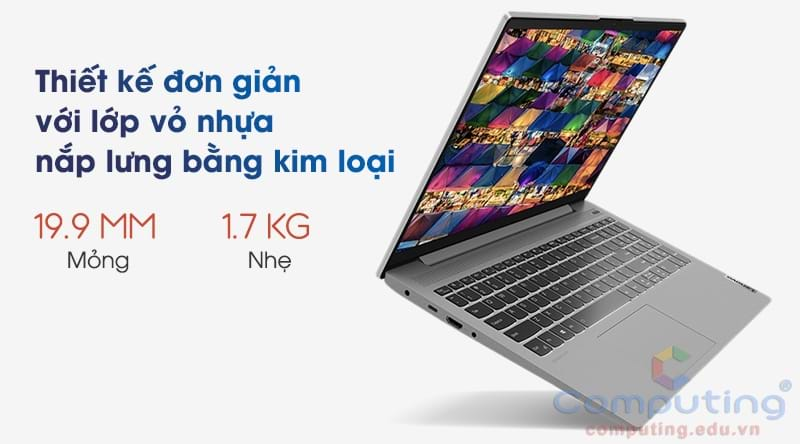 Thiết kế đơn giản
với lớp vỏ nhựa
nắp lưng bằng kim loại
19.9 MM
Mỏng
1.7 KG
Nhẹ
Computing®
computing.edu.vn